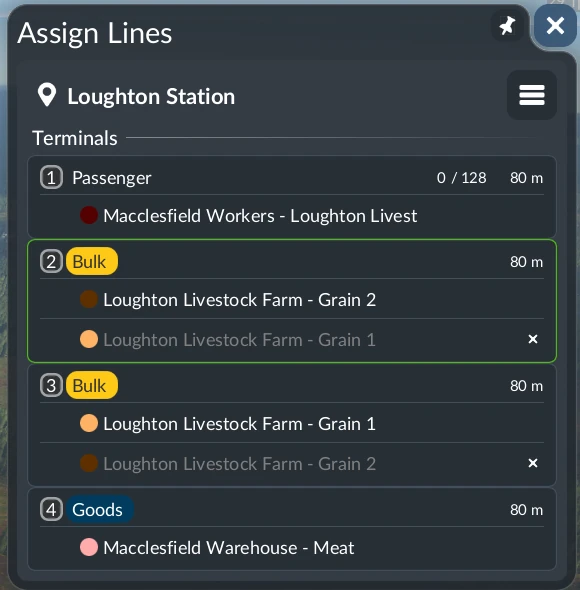 Assign Lines
Loughton Station
Terminals
1 Passenger 0 / 128 80 m
Macclesfield Workers - Loughton Livest
2 Bulk 80 m
Loughton Livestock Farm - Grain 2
Loughton Livestock Farm - Grain 1
3 Bulk 80 m
Loughton Livestock Farm - Grain 1
Loughton Livestock Farm - Grain 2
4 Goods 80 m
Macclesfield Warehouse - Meat